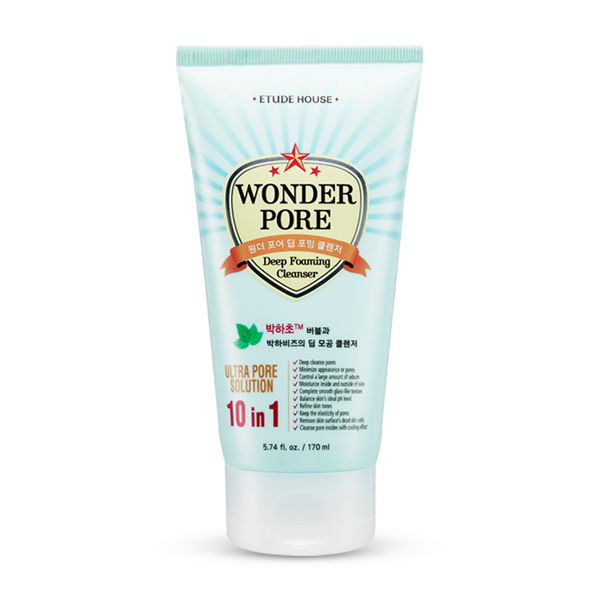 ETUDE HOUSE
WONDER
PORE
원더 포어 딥 포밍 클렌저
Deep Foaming
Cleanser
박하초™ 버블과
박하비즈의 딥 모공 클렌저
ULTRA PORE
SOLUTION
10 in 1
Deep cleanse pores
Minimize appearance or pores
Control a large amount of sebum
Moisturize inside and outside of skin
Complete smooth glass-like texture
Balance skin's ideal pH level
Refine skin tones
Keep the elasticity of pores
Remove skin surface's dead skin cells
Cleanse pore insides with cooling effect
5.74 fl. oz. / 170 ml